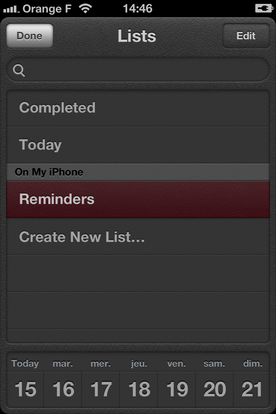 Orange F 14:46
Done Lists Edit
Completed
Today
On My iPhone
Reminders
Create New List...
Today mar. mer. jeu. ven. sam. dim.
15 16 17 18 19 20 21